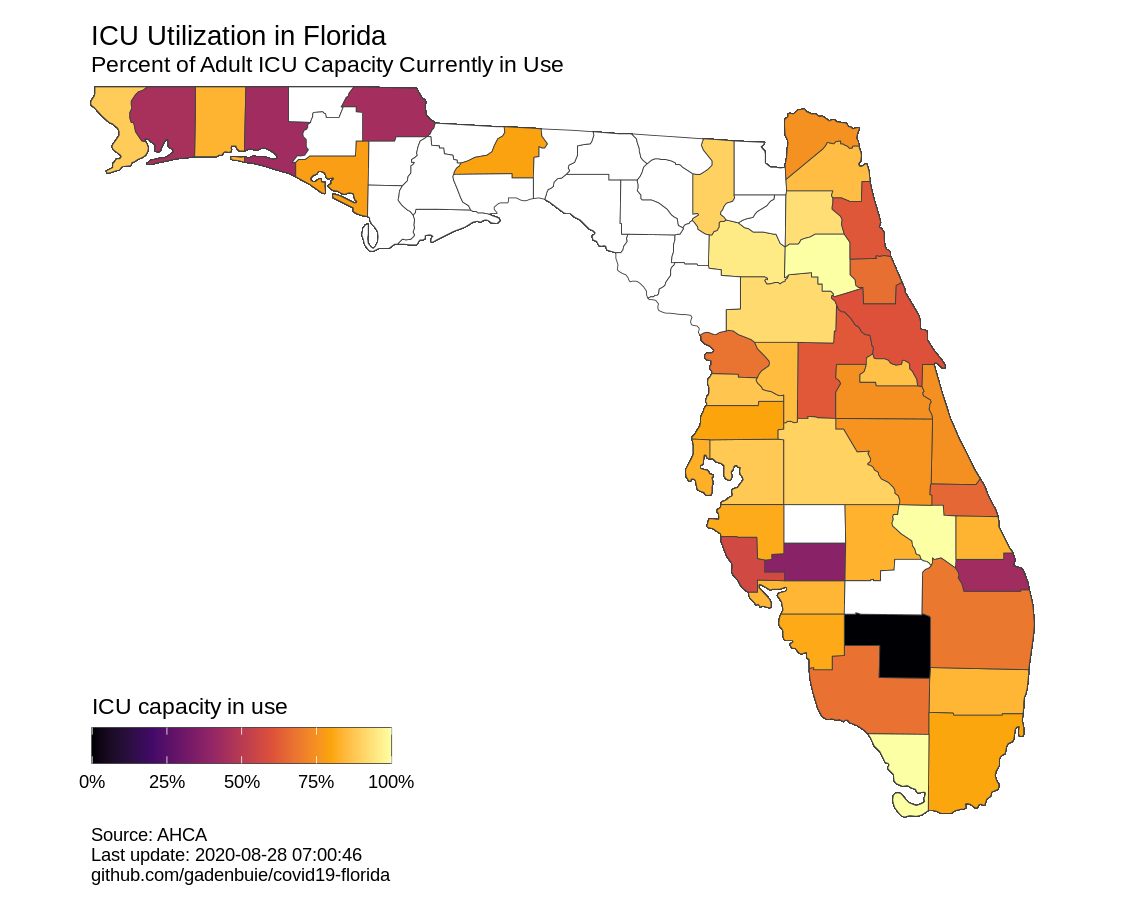 ICU Utilization in Florida
Percent of Adult ICU Capacity Currently in Use
ICU capacity in use
0% 25% 50% 75% 100%
Source: AHCA
Last update: 2020-08-28 07:00:46
github.com/gadenbuie/covid19-florida